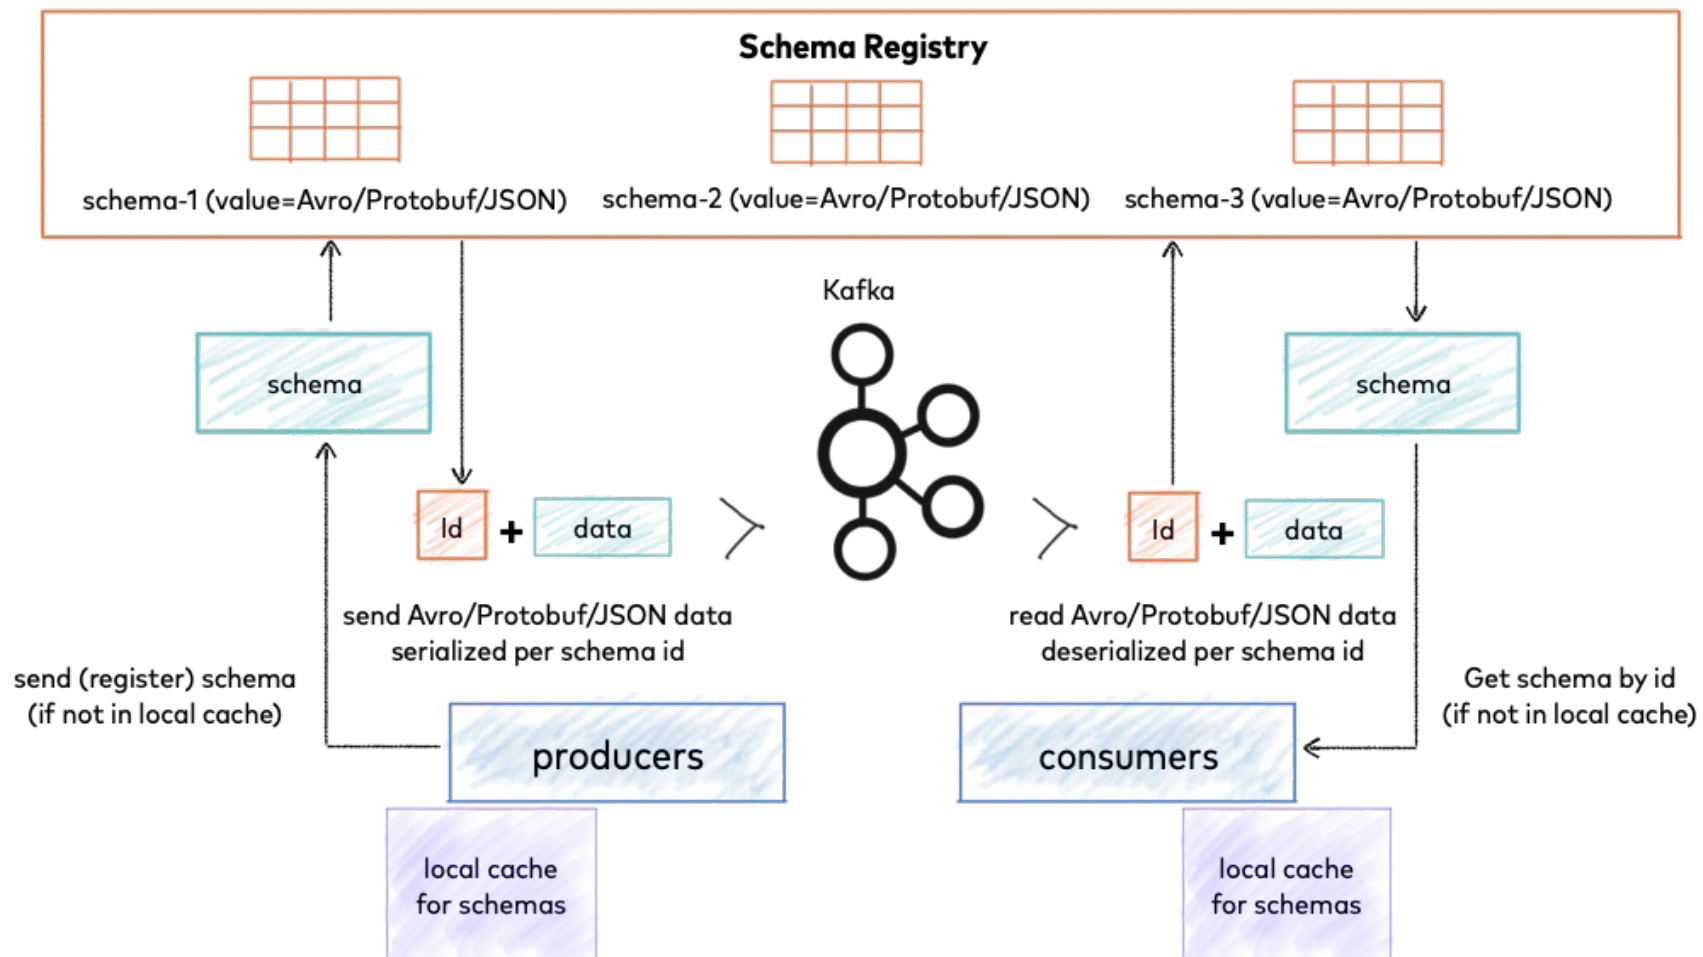 Schema Registry
schema-1 (value=Avro/Protobuf/JSON)
schema-2 (value=Avro/Protobuf/JSON)
schema-3 (value=Avro/Protobuf/JSON)
Kafka
schema
schema
Id
+
data
Id
+
data
send Avro/Protobuf/JSON data
serialized per schema id
read Avro/Protobuf/JSON data
deserialized per schema id
send (register) schema
(if not in local cache)
Get schema by id
(if not in local cache)
producers
consumers
local cache
for schemas
local cache
for schemas